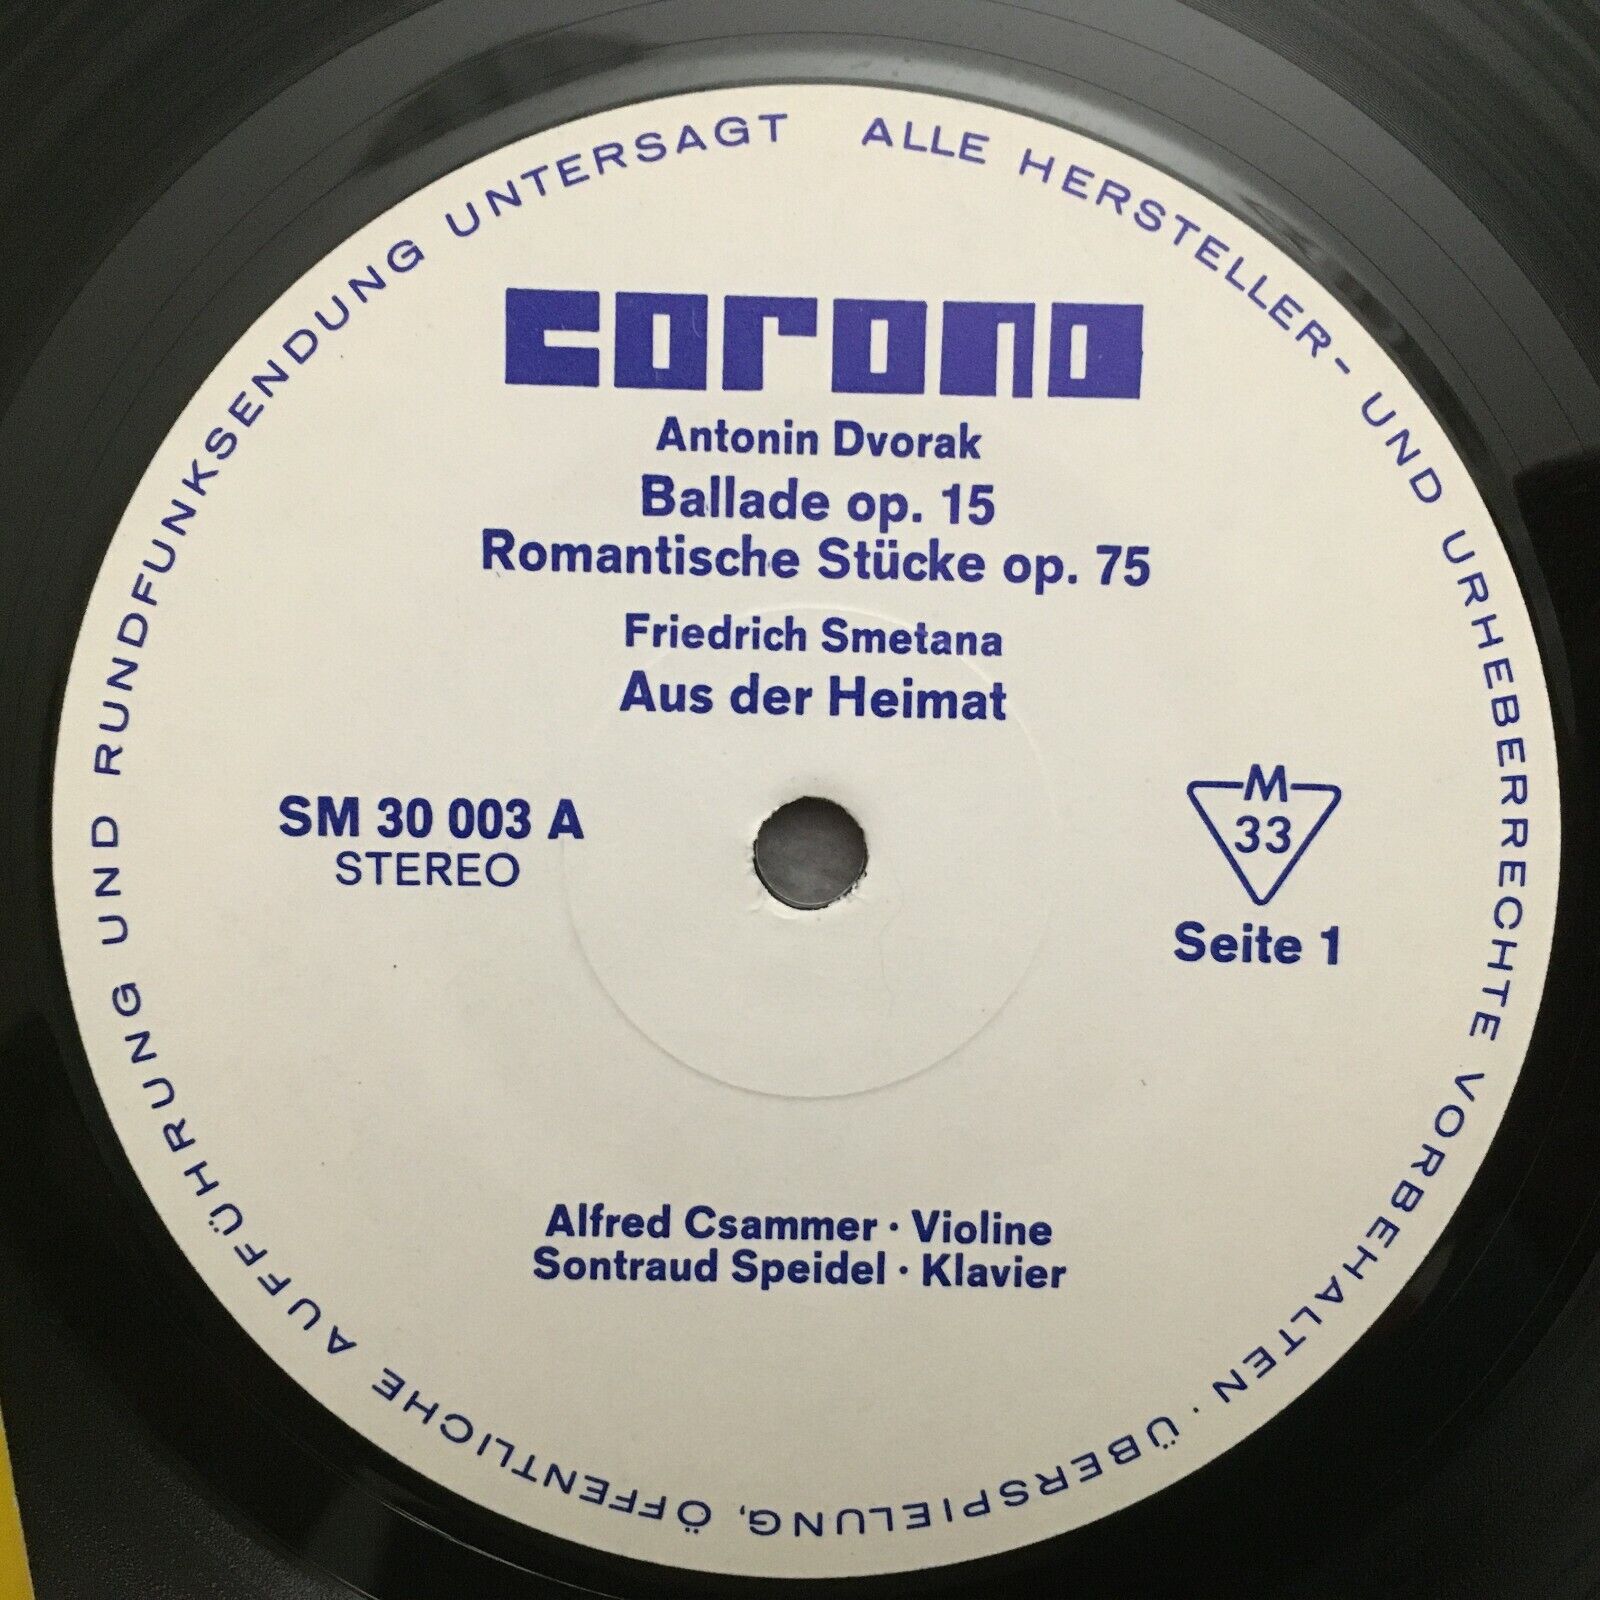 ALLE HERSTELLER- UND URHEBERRECHTE VORBEHALTEN · ÜBERSPIELUNG, ÖFFENTLICHE AUFFÜHRUNG UND RUNDFUNKSENDUNG UNTERSAGT
corona
Antonin Dvorak
Ballade op. 15
Romantische Stücke op. 75
Friedrich Smetana
Aus der Heimat
SM 30 003 A
STEREO
M
33
Seite 1
Alfred Csammer · Violine
Sontraud Speidel · Klavier